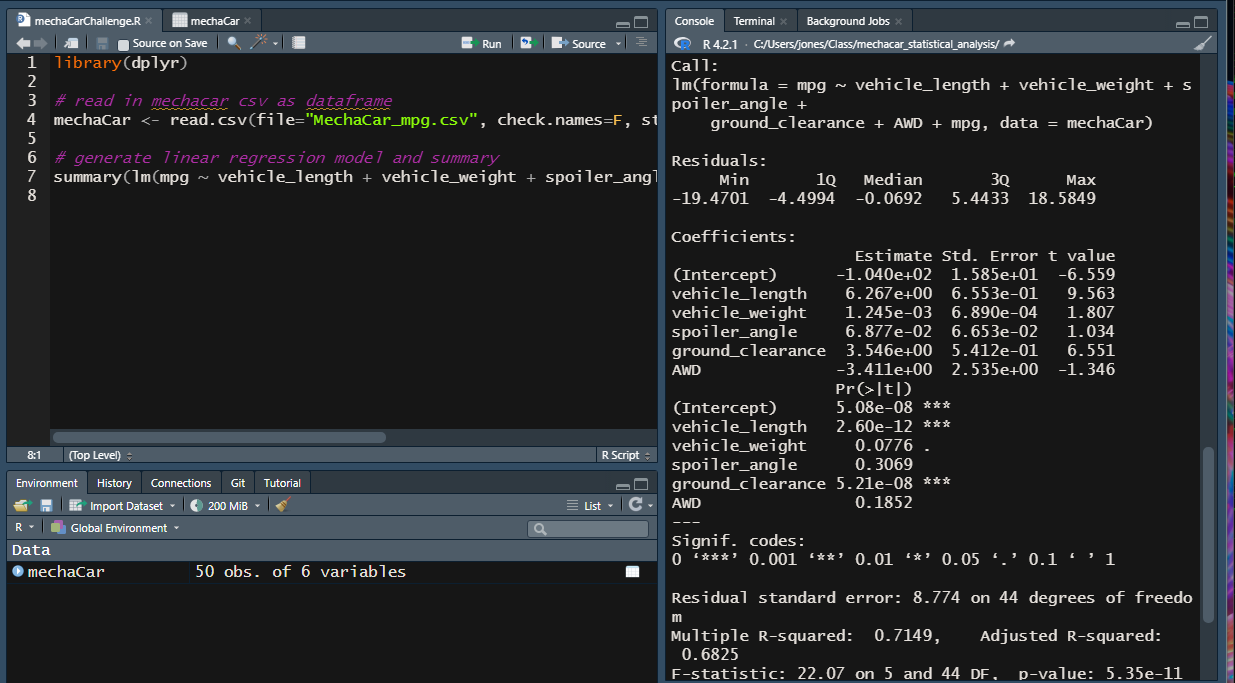 mechaCarChallenge.R
mechaCar
Source on Save
Run
Source
1 library(dplyr)
2
3 # read in mechacar csv as dataframe
4 mechaCar <- read.csv(file="MechaCar_mpg.csv", check.names=F, st
5
6 # generate linear regression model and summary
7 summary(lm(mpg ~ vehicle_length + vehicle_weight + spoiler_angl
8
8:1 (Top Level) R Script
Environment History Connections Git Tutorial
Import Dataset 200 MiB List
R Global Environment
Data
mechaCar 50 obs. of 6 variables
Console Terminal Background Jobs
R 4.2.1 · C:/Users/jones/Class/mechacar_statistical_analysis/
Call:
lm(formula = mpg ~ vehicle_length + vehicle_weight + s
poiler_angle +
    ground_clearance + AWD + mpg, data = mechaCar)
Residuals:
     Min       1Q   Median       3Q      Max
-19.4701  -4.4994  -0.0692   5.4433  18.5849
Coefficients:
                   Estimate Std. Error t value
(Intercept)      -1.040e+02  1.585e+01  -6.559
vehicle_length    6.267e+00  6.553e-01   9.563
vehicle_weight    1.245e-03  6.890e-04   1.807
spoiler_angle     6.877e-02  6.653e-02   1.034
ground_clearance  3.546e+00  5.412e-01   6.551
AWD              -3.411e+00  2.535e+00  -1.346
                 Pr(>|t|)
(Intercept)      5.08e-08 ***
vehicle_length   2.60e-12 ***
vehicle_weight     0.0776 .
spoiler_angle      0.3069
ground_clearance 5.21e-08 ***
AWD                0.1852
---
Signif. codes:
0 ‘***’ 0.001 ‘**’ 0.01 ‘*’ 0.05 ‘.’ 0.1 ‘ ’ 1
Residual standard error: 8.774 on 44 degrees of freedo
m
Multiple R-squared:  0.7149,    Adjusted R-squared:
 0.6825
F-statistic: 22.07 on 5 and 44 DF,  p-value: 5.35e-11